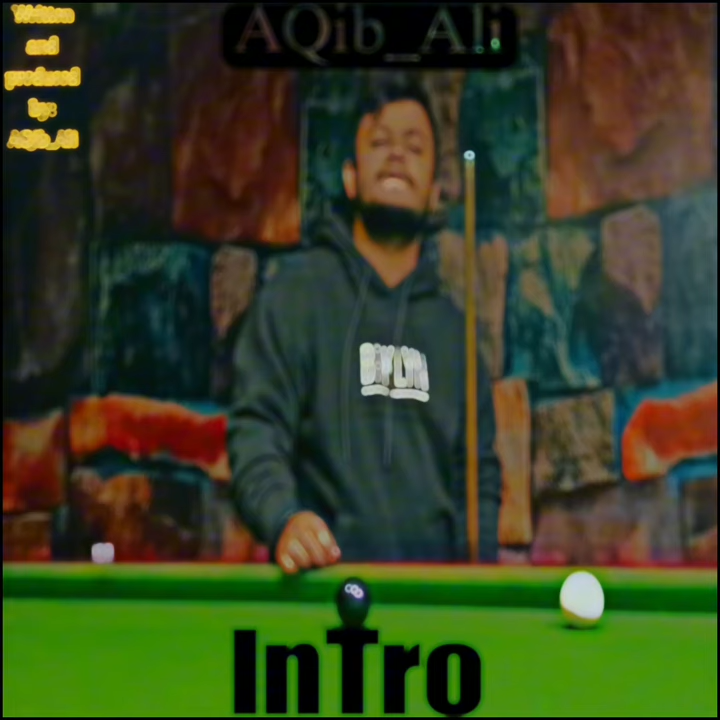 AQib_Ali
Written
and
produced
by:
AQib_Ali
InTro